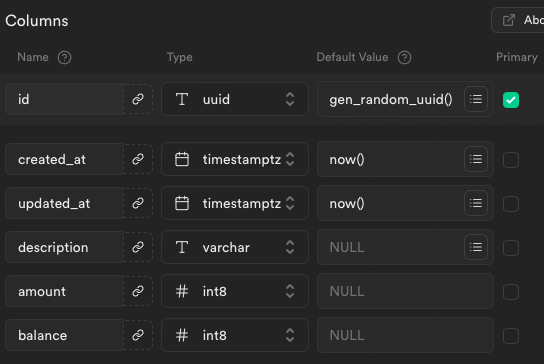 Columns
Abo
Name Type Default Value Primary
id uuid gen_random_uuid()
created_at timestamptz now()
updated_at timestamptz now()
description varchar NULL
amount int8 NULL
balance int8 NULL